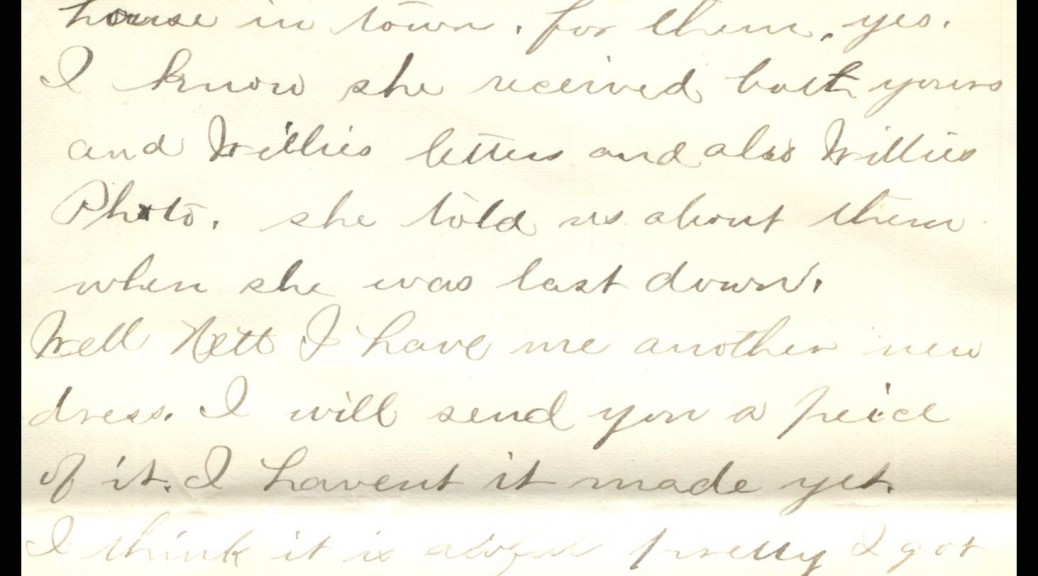 house in town. for them. yes.
I know she received both yours
and Willies letters and also Willies
Photo. she told us about them
when she was last down.
Well Nett I have me another new
dress. I will send you a peice
of it. I havent it made yet.
I think it is awful pretty I got